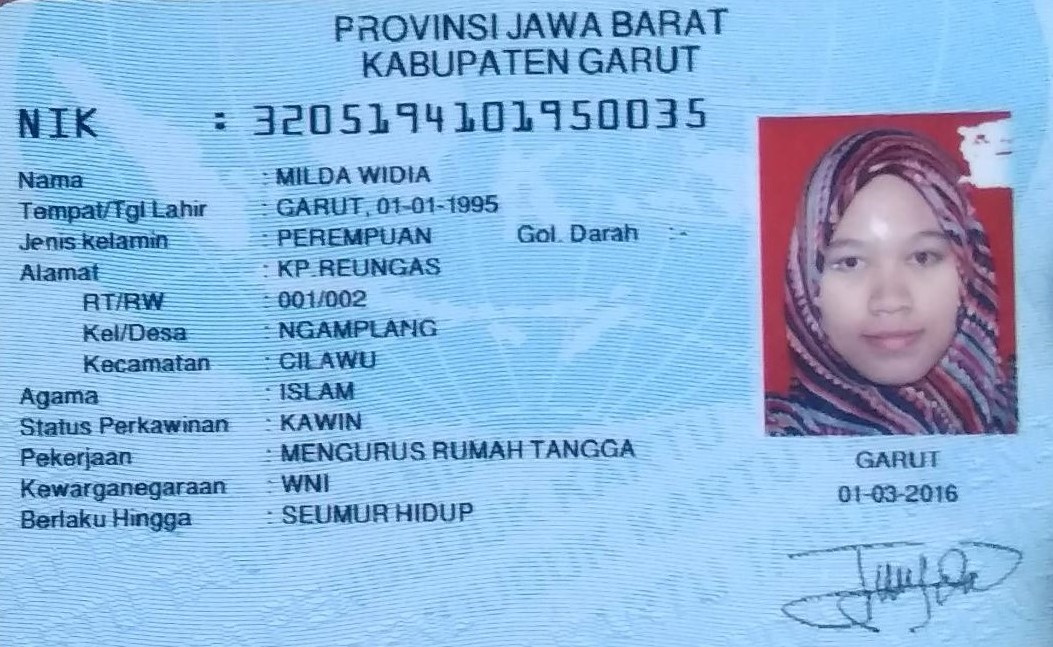 PROVINSI JAWA BARAT
KABUPATEN GARUT
NIK : 3205194101950035
Nama : MILDA WIDIA
Tempat/Tgl Lahir : GARUT, 01-01-1995
Jenis kelamin : PEREMPUAN Gol. Darah : -
Alamat : KP.REUNGAS
RT/RW : 001/002
Kel/Desa : NGAMPLANG
Kecamatan : CILAWU
Agama : ISLAM
Status Perkawinan : KAWIN
Pekerjaan : MENGURUS RUMAH TANGGA
Kewarganegaraan : WNI
Berlaku Hingga : SEUMUR HIDUP
GARUT
01-03-2016